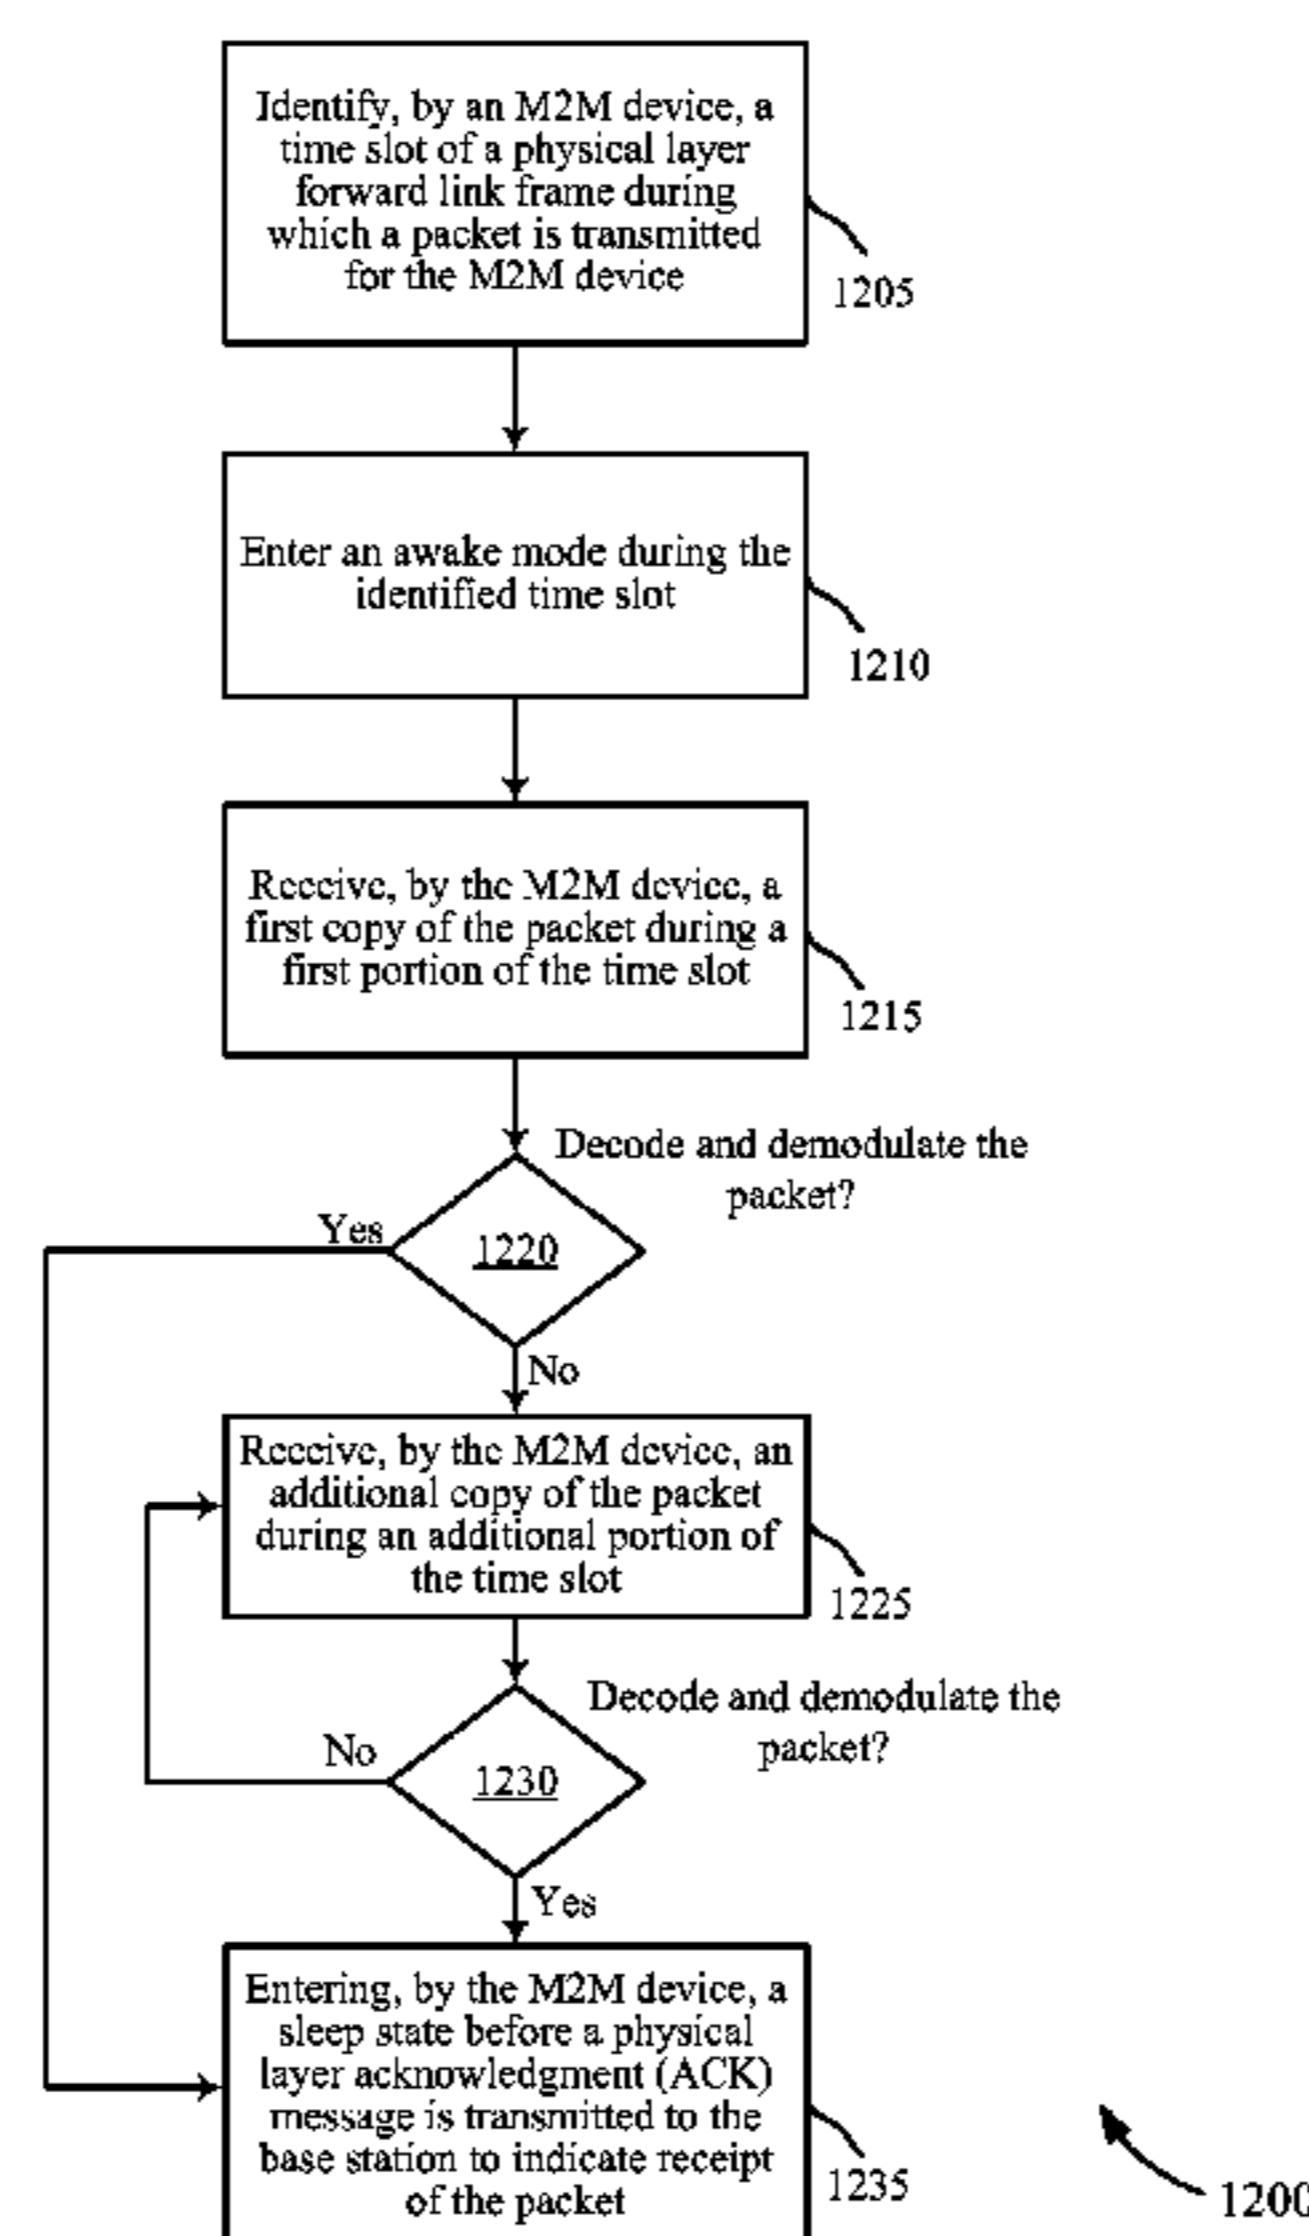 Identify, by an M2M device, a
time slot of a physical layer
forward link frame during
which a packet is transmitted
for the M2M device
1205
Enter an awake mode during the
identified time slot
1210
Receive, by the M2M device, a
first copy of the packet during a
first portion of the time slot
1215
Decode and demodulate the
packet?
Yes
1220
No
Receive, by the M2M device, an
additional copy of the packet
during an additional portion of
the time slot
1225
Decode and demodulate the
packet?
No
1230
Yes
Entering, by the M2M device, a
sleep state before a physical
layer acknowledgment (ACK)
message is transmitted to the
base station to indicate receipt
of the packet
1235
1200